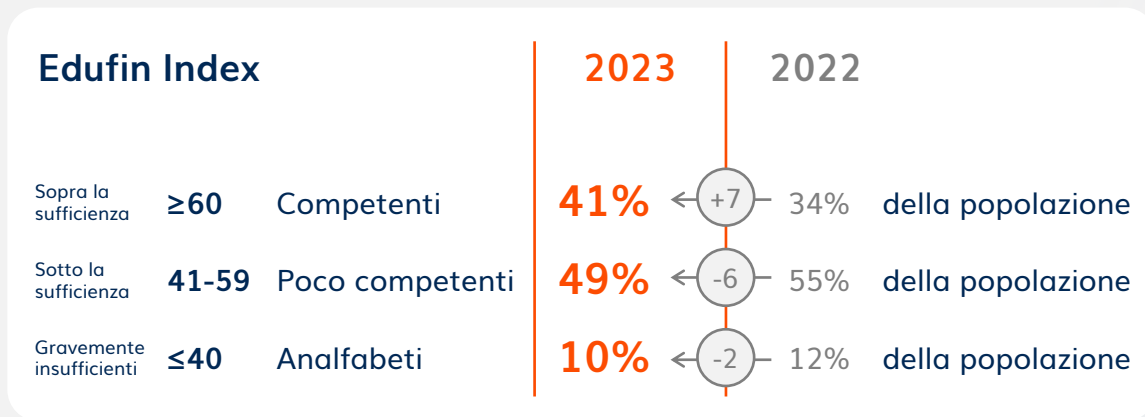 Edufin Index 2023 2022
Sopra la
sufficienza ≥60 Competenti 41% +7 34% della popolazione
Sotto la
sufficienza 41-59 Poco competenti 49% -6 55% della popolazione
Gravemente
insufficienti ≤40 Analfabeti 10% -2 12% della popolazione